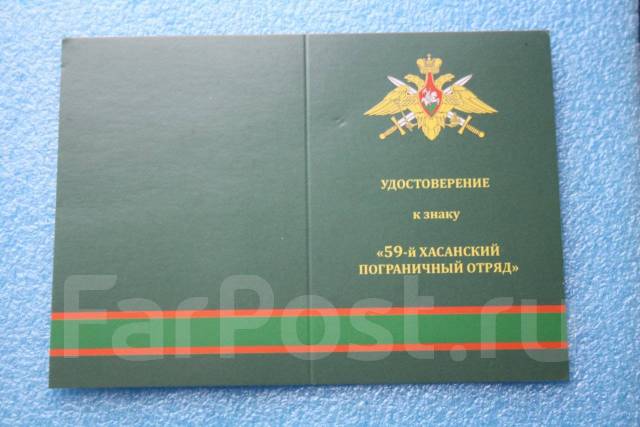 УДОСТОВЕРЕНИЕ
к знаку
«59-й ХАСАНСКИЙ
ПОГРАНИЧНЫЙ ОТРЯД»
FarPost.ru